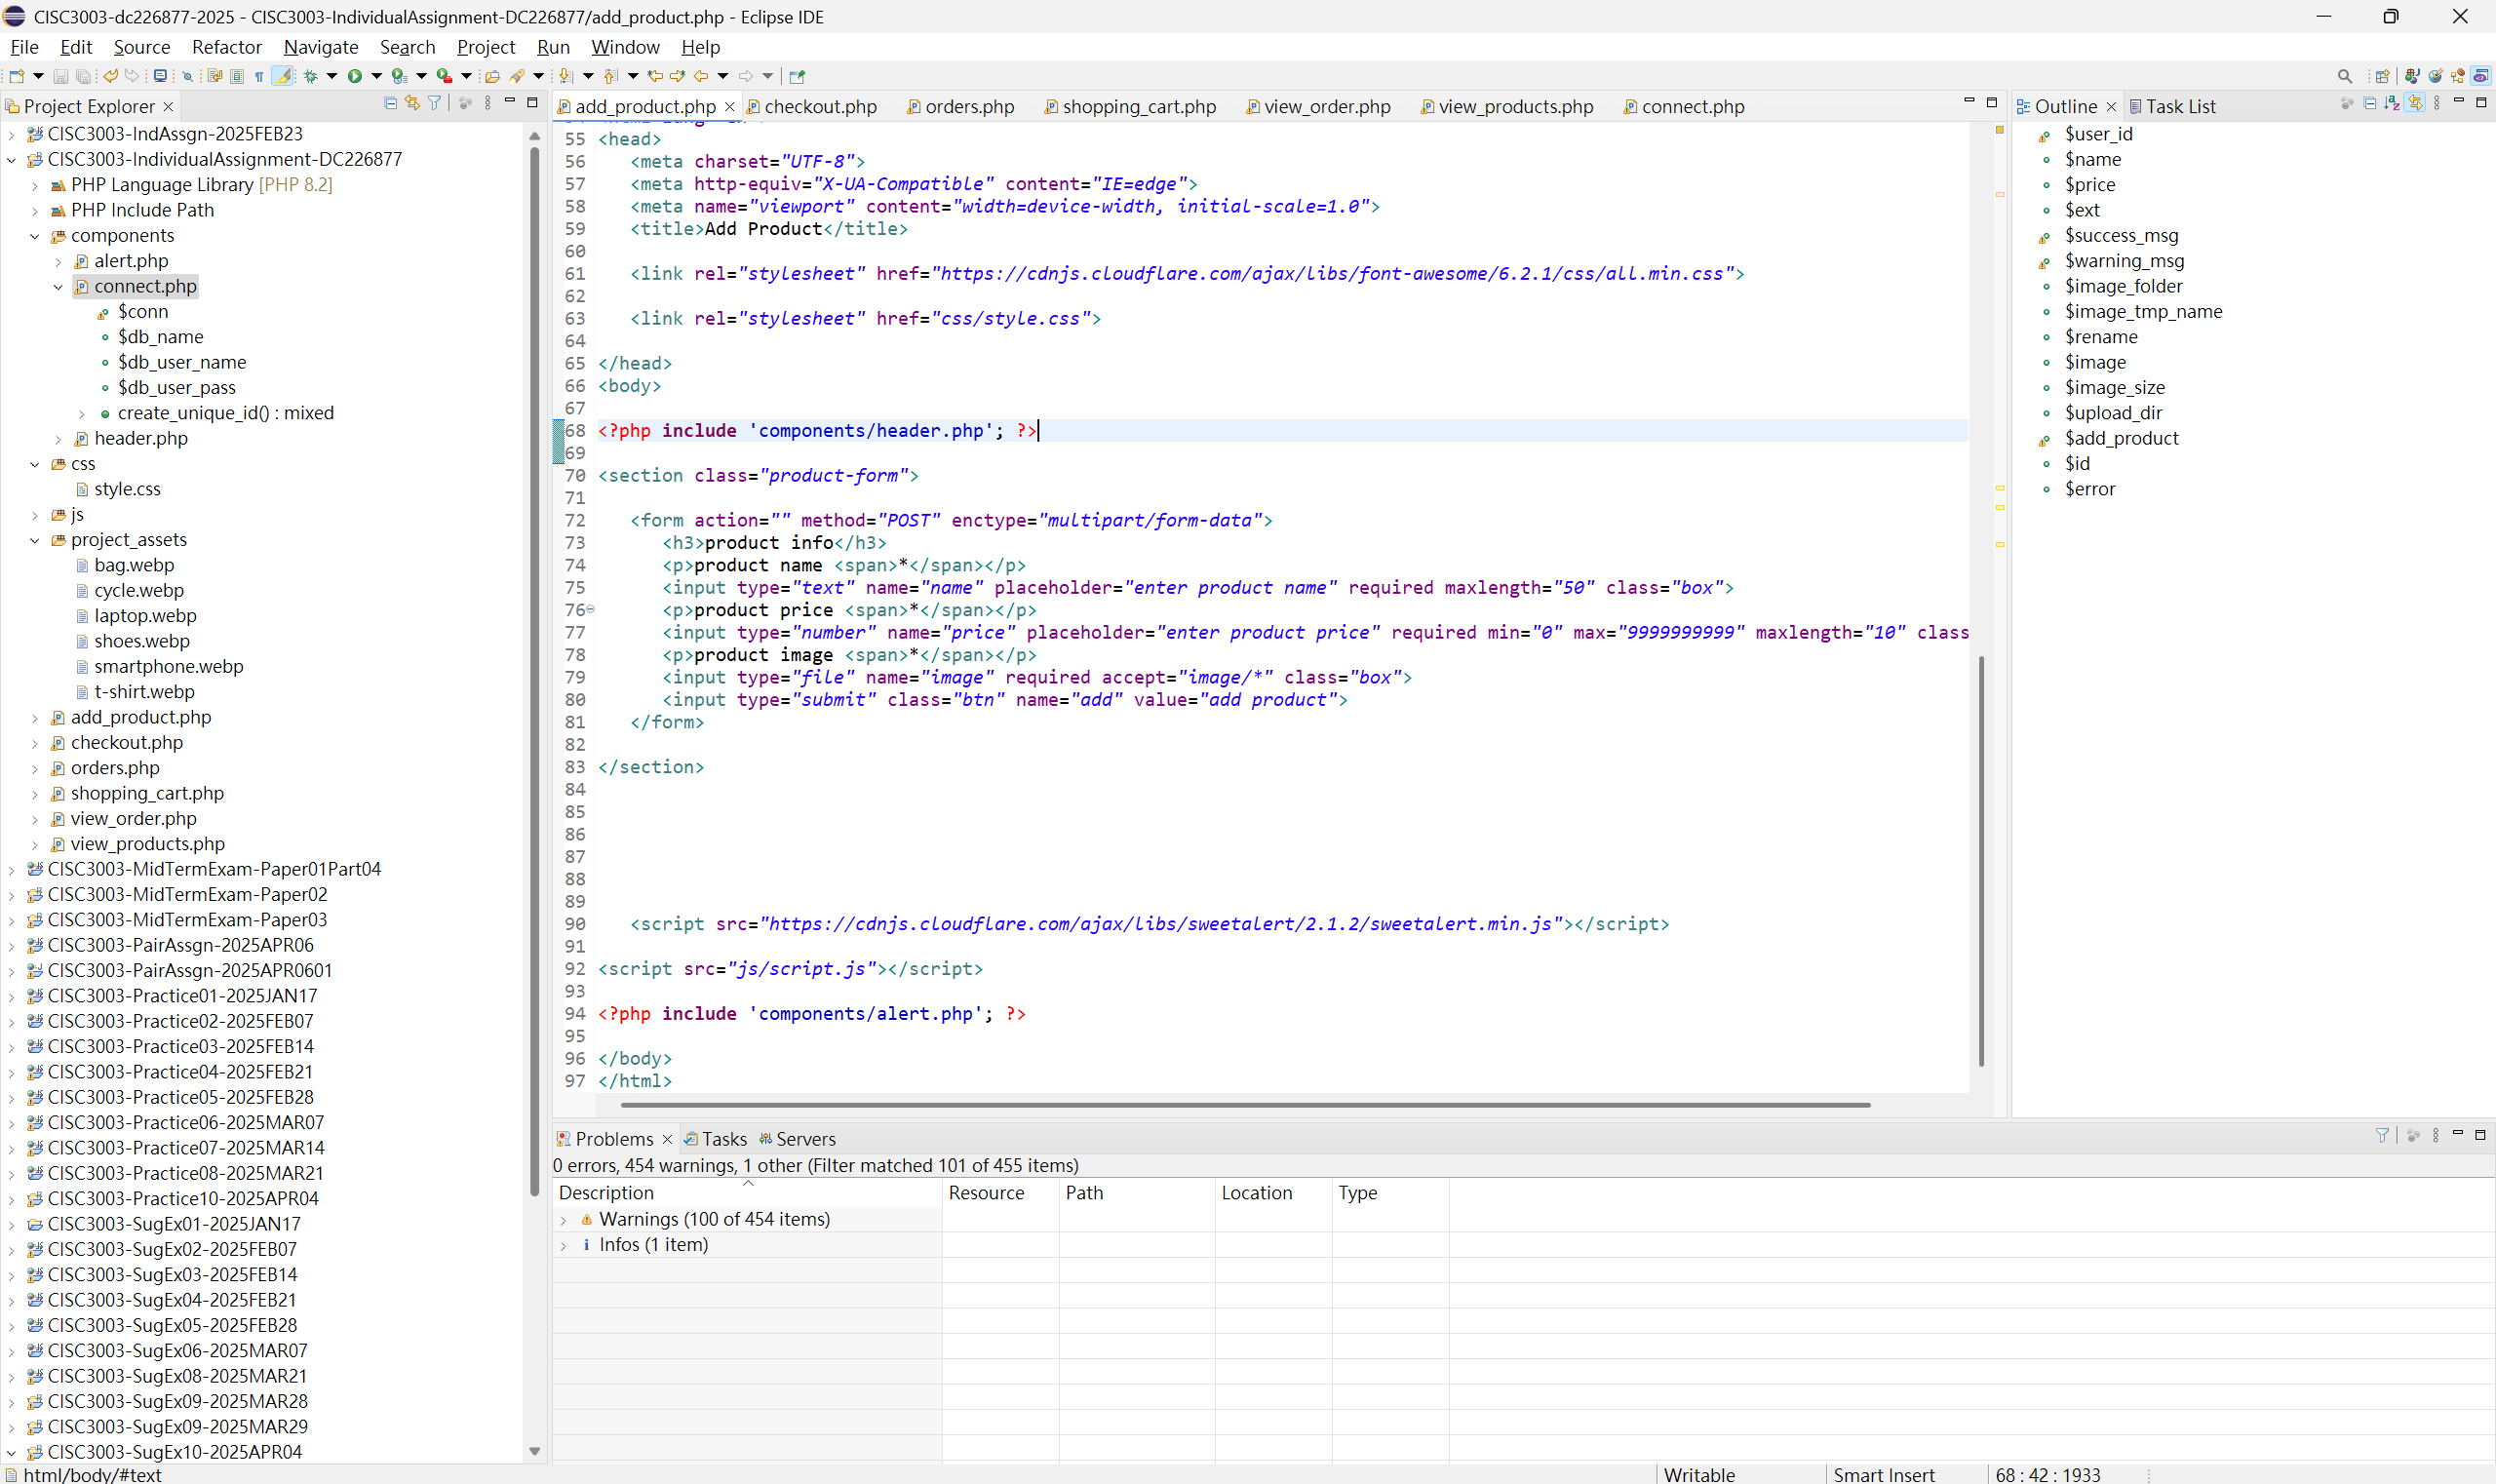 CISC3003-dc226877-2025 - CISC3003-IndividualAssignment-DC226877/add_product.php - Eclipse IDE
File Edit Source Refactor Navigate Search Project Run Window Help
Project Explorer
CISC3003-IndAssgn-2025FEB23
CISC3003-IndividualAssignment-DC226877
PHP Language Library [PHP 8.2]
PHP Include Path
components
alert.php
connect.php
$conn
$db_name
$db_user_name
$db_user_pass
create_unique_id() : mixed
header.php
css
style.css
js
project_assets
bag.webp
cycle.webp
laptop.webp
shoes.webp
smartphone.webp
t-shirt.webp
add_product.php
checkout.php
orders.php
shopping_cart.php
view_order.php
view_products.php
CISC3003-MidTermExam-Paper01Part04
CISC3003-MidTermExam-Paper02
CISC3003-MidTermExam-Paper03
CISC3003-PairAssgn-2025APR06
CISC3003-PairAssgn-2025APR0601
CISC3003-Practice01-2025JAN17
CISC3003-Practice02-2025FEB07
CISC3003-Practice03-2025FEB14
CISC3003-Practice04-2025FEB21
CISC3003-Practice05-2025FEB28
CISC3003-Practice06-2025MAR07
CISC3003-Practice07-2025MAR14
CISC3003-Practice08-2025MAR21
CISC3003-Practice10-2025APR04
CISC3003-SugEx01-2025JAN17
CISC3003-SugEx02-2025FEB07
CISC3003-SugEx03-2025FEB14
CISC3003-SugEx04-2025FEB21
CISC3003-SugEx05-2025FEB28
CISC3003-SugEx06-2025MAR07
CISC3003-SugEx08-2025MAR21
CISC3003-SugEx09-2025MAR28
CISC3003-SugEx09-2025MAR29
CISC3003-SugEx10-2025APR04
add_product.php checkout.php orders.php shopping_cart.php view_order.php view_products.php connect.php
55 <head>
56 <meta charset="UTF-8">
57 <meta http-equiv="X-UA-Compatible" content="IE=edge">
58 <meta name="viewport" content="width=device-width, initial-scale=1.0">
59 <title>Add Product</title>
60
61 <link rel="stylesheet" href="https://cdnjs.cloudflare.com/ajax/libs/font-awesome/6.2.1/css/all.min.css">
62
63 <link rel="stylesheet" href="css/style.css">
64
65 </head>
66 <body>
67
68 <?php include 'components/header.php'; ?>
69
70 <section class="product-form">
71
72 <form action="" method="POST" enctype="multipart/form-data">
73 <h3>product info</h3>
74 <p>product name <span>*</span></p>
75 <input type="text" name="name" placeholder="enter product name" required maxlength="50" class="box">
76 <p>product price <span>*</span></p>
77 <input type="number" name="price" placeholder="enter product price" required min="0" max="9999999999" maxlength="10" class
78 <p>product image <span>*</span></p>
79 <input type="file" name="image" required accept="image/*" class="box">
80 <input type="submit" class="btn" name="add" value="add product">
81 </form>
82
83 </section>
84
85
86
87
88
89
90 <script src="https://cdnjs.cloudflare.com/ajax/libs/sweetalert/2.1.2/sweetalert.min.js"></script>
91
92 <script src="js/script.js"></script>
93
94 <?php include 'components/alert.php'; ?>
95
96 </body>
97 </html>
Outline Task List
$user_id
$name
$price
$ext
$success_msg
$warning_msg
$image_folder
$image_tmp_name
$rename
$image
$image_size
$upload_dir
$add_product
$id
$error
Problems Tasks Servers
0 errors, 454 warnings, 1 other (Filter matched 101 of 455 items)
Description Resource Path Location Type
Warnings (100 of 454 items)
Infos (1 item)
html/body/#text Writable Smart Insert 68 : 42 : 1933